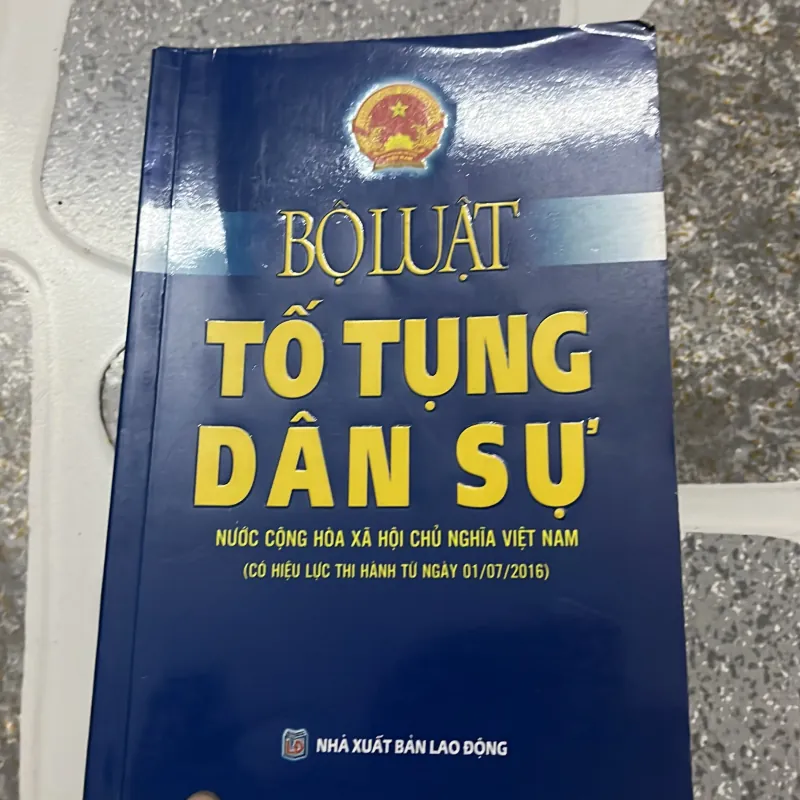 BỘ LUẬT
TỐ TỤNG
DÂN SỰ
NƯỚC CỘNG HÒA XÃ HỘI CHỦ NGHĨA VIỆT NAM
(CÓ HIỆU LỰC THI HÀNH TỪ NGÀY 01/07/2016)
NHÀ XUẤT BẢN LAO ĐỘNG